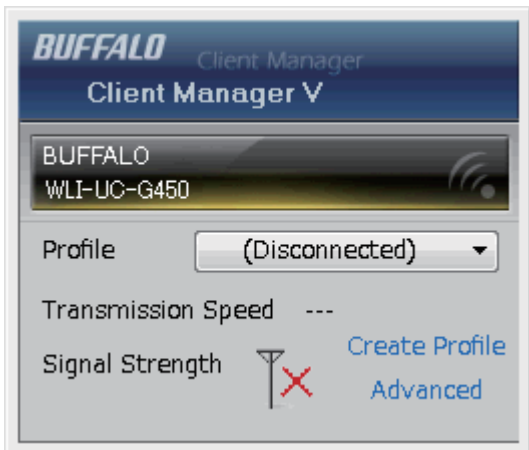 BUFFALO Client Manager
Client Manager V
BUFFALO
WLI-UC-G450
Profile (Disconnected)
Transmission Speed ---
Signal Strength
Create Profile
Advanced